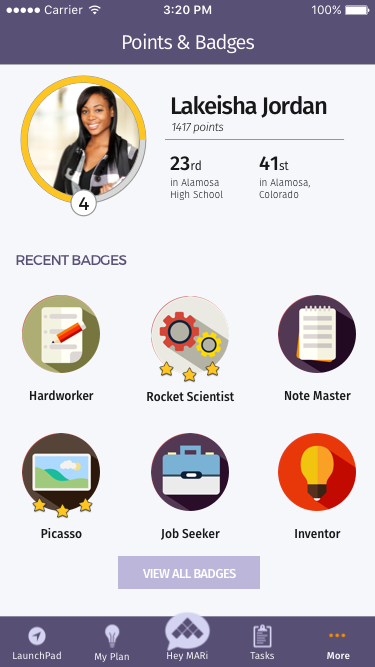 Carrier 3:20 PM 100%
Points & Badges
Lakeisha Jordan
1417 points
23rd
in Alamosa
High School
41st
in Alamosa,
Colorado
4
RECENT BADGES
Hardworker
Rocket Scientist
Note Master
Picasso
Job Seeker
Inventor
VIEW ALL BADGES
LaunchPad
My Plan
Hey MARi
Tasks
More